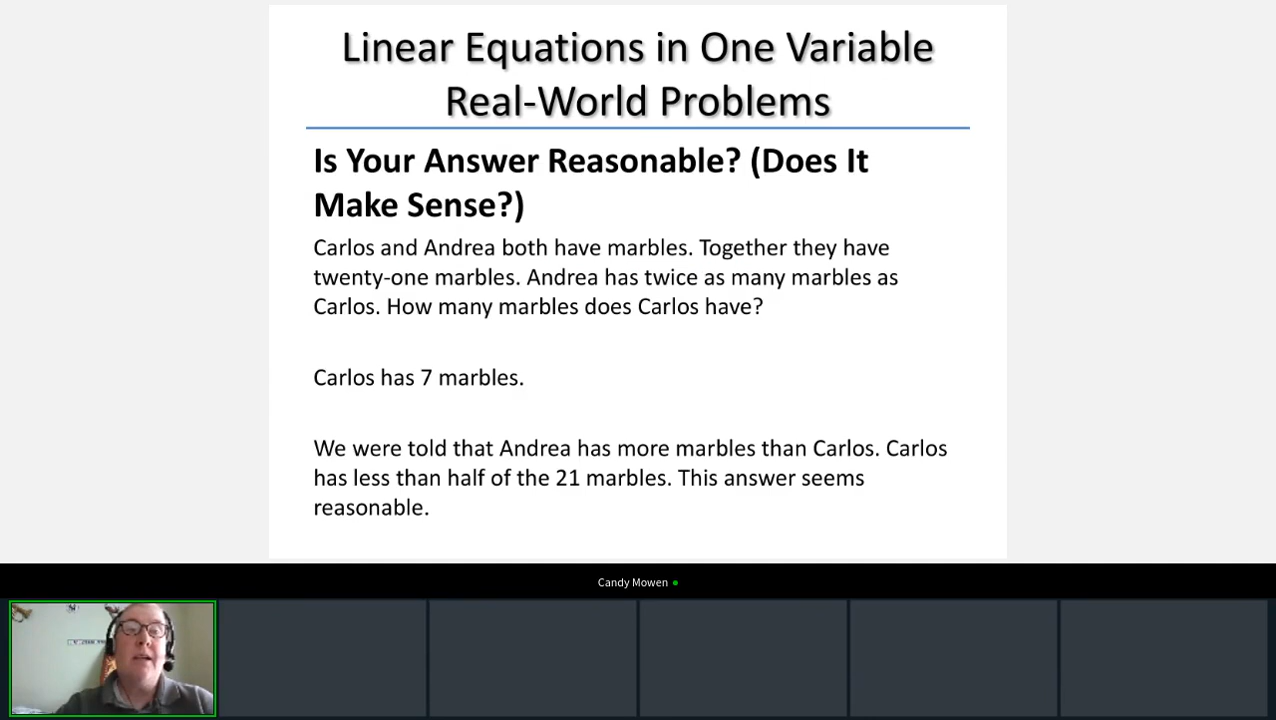 Linear Equations in One Variable
Real-World Problems
Is Your Answer Reasonable? (Does It
Make Sense?)
Carlos and Andrea both have marbles. Together they have
twenty-one marbles. Andrea has twice as many marbles as
Carlos. How many marbles does Carlos have?
Carlos has 7 marbles.
We were told that Andrea has more marbles than Carlos. Carlos
has less than half of the 21 marbles. This answer seems
reasonable.
Candy Mowen